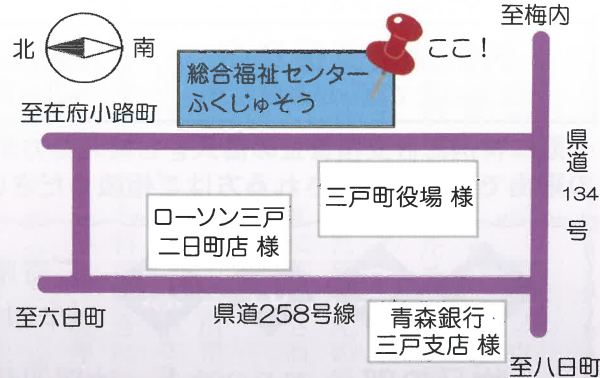 至梅内
北 南
ここ！
総合福祉センター
ふくじゅそう
至在府小路町
県道134号
三戸町役場 様
ローソン三戸
二日町店 様
至六日町
県道258号線
青森銀行
三戸支店 様
至八日町